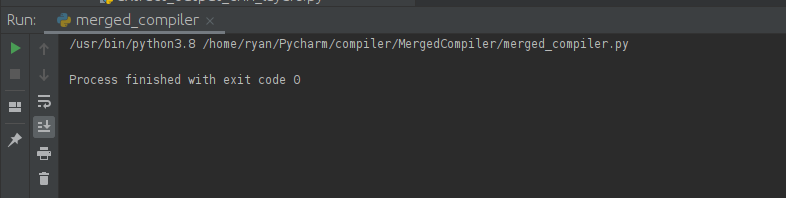 Run: merged_compiler ×
/usr/bin/python3.8 /home/ryan/Pycharm/compiler/MergedCompiler/merged_compiler.py
Process finished with exit code 0